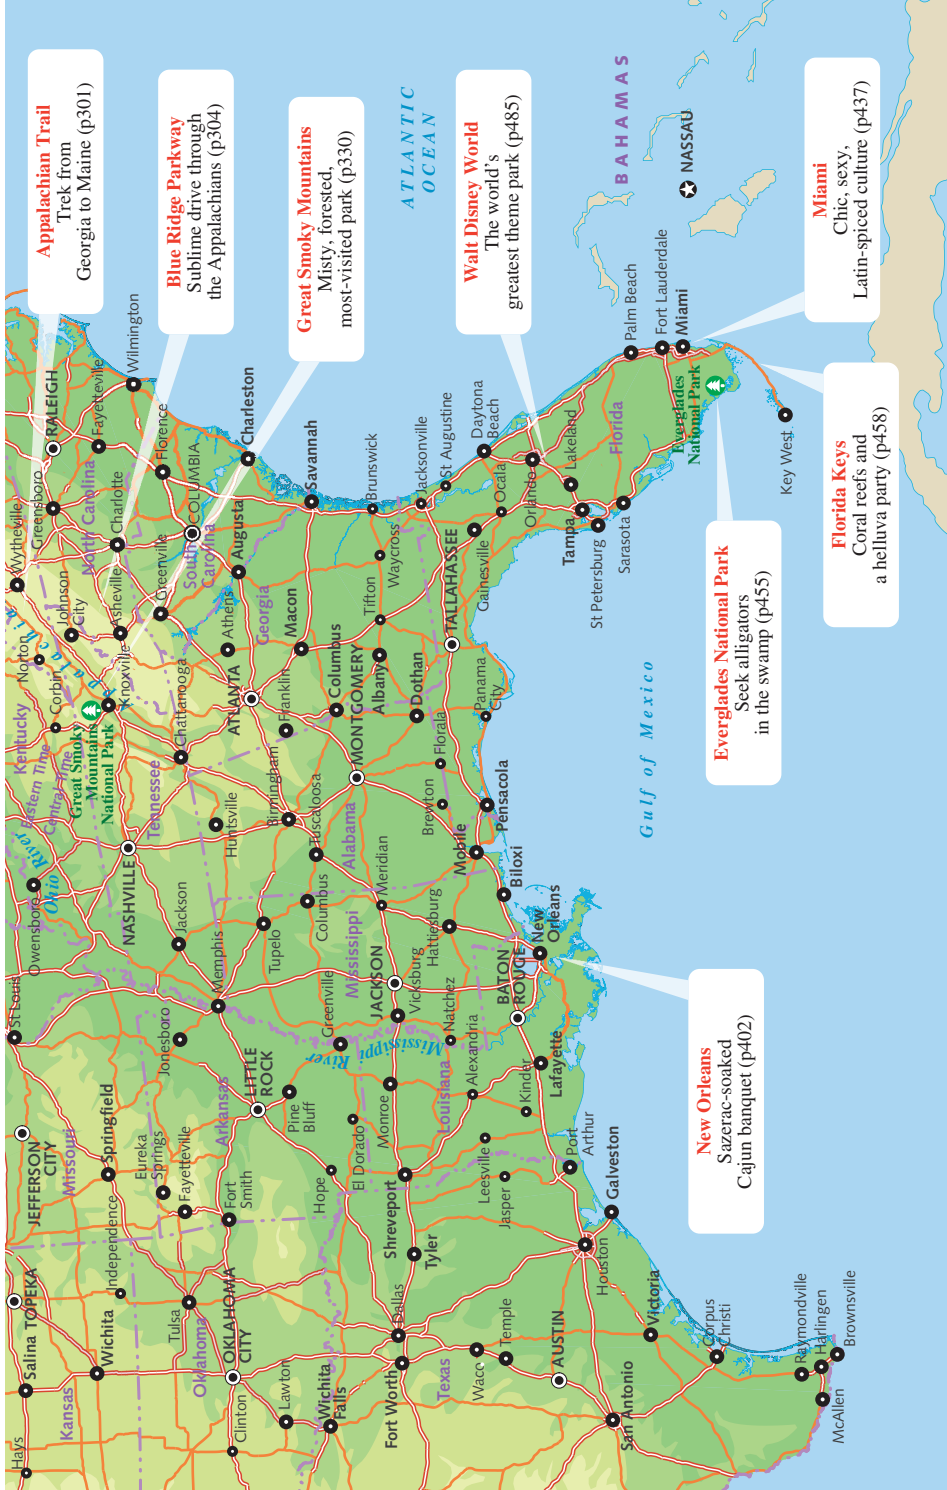 Appalachian Trail
Trek from
Georgia to Maine (p301)
Blue Ridge Parkway
Sublime drive through
the Appalachians (p304)
Great Smoky Mountains
Misty, forested,
most-visited park (p330)
Walt Disney World
The world's
greatest theme park (p485)
Miami
Chic, sexy,
Latin-spiced culture (p437)
Florida Keys
Coral reefs and
a helluva party (p458)
Everglades National Park
Seek alligators
in the swamp (p455)
New Orleans
Sazerac-soaked
Cajun banquet (p402)
ATLANTIC
OCEAN
BAHAMAS
NASSAU
Gulf of Mexico
Hays
Salina
TOPEKA
JEFFERSON
CITY
St Louis
Kansas
Missouri
Wichita
Independence
Springfield
Owensboro
Ohio River
Kentucky
Eastern Time
Central Time
Corbin
Norton
Appalachia
Wytheville
Johnson
City
Greensboro
RALEIGH
Fayetteville
Wilmington
North Carolina
Charlotte
Asheville
Knoxville
Great Smoky
Mountains
National Park
NASHVILLE
Tennessee
Chattanooga
Greenville
Florence
COLUMBIA
South
Carolina
Charleston
Eureka
Springs
Fayetteville
Jonesboro
Jackson
Memphis
Tulsa
Oklahoma
OKLAHOMA
CITY
Clinton
Lawton
Fort
Smith
Arkansas
LITTLE
ROCK
Pine
Bluff
Hope
El Dorado
Huntsville
Tupelo
Columbus
Birmingham
Tuscaloosa
Alabama
ATLANTA
Athens
Augusta
Georgia
Macon
Franklin
Columbus
Savannah
Brunswick
Waycross
Tifton
Albany
MONTGOMERY
Dothan
Wichita
Falls
Fort Worth
Dallas
Tyler
Shreveport
Monroe
Greenville
Mississippi River
Mississippi
JACKSON
Vicksburg
Meridian
Natchez
Hattiesburg
Louisiana
Alexandria
Texas
Waco
Temple
AUSTIN
Jasper
Leesville
Kinder
Lafayette
BATON
ROUGE
New
Orleans
Biloxi
Mobile
Pensacola
Brewton
Florala
Panama
City
TALLAHASSEE
Jacksonville
St Augustine
Gainesville
Ocala
Daytona
Beach
Orlando
Lakeland
Tampa
St Petersburg
Sarasota
Florida
Palm Beach
Fort Lauderdale
Miami
Everglades
National Park
Key West
Port
Arthur
Galveston
Houston
Victoria
San Antonio
Corpus
Christi
Raymondville
Harlingen
Brownsville
McAllen